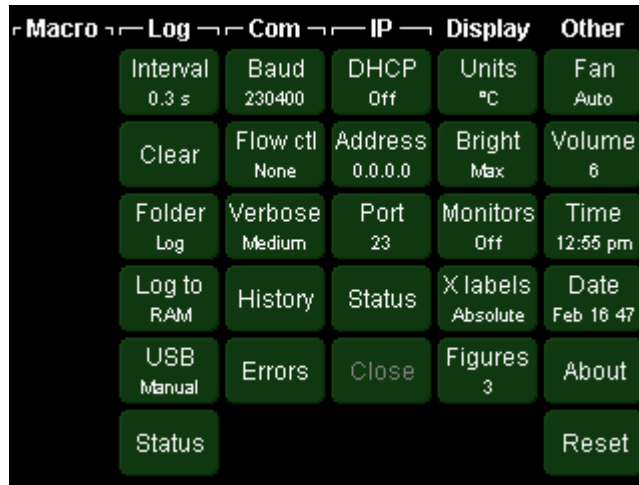 Macro Log Com IP Display Other
Interval Baud DHCP Units Fan
0.3 s 230400 Off °C Auto
Clear Flow ctl Address Bright Volume
None 0.0.0.0 Max 6
Folder Verbose Port Monitors Time
Log Medium 23 Off 12:55 pm
Log to History Status X labels Date
RAM Absolute Feb 16 47
USB Errors Close Figures About
Manual 3
Status Reset